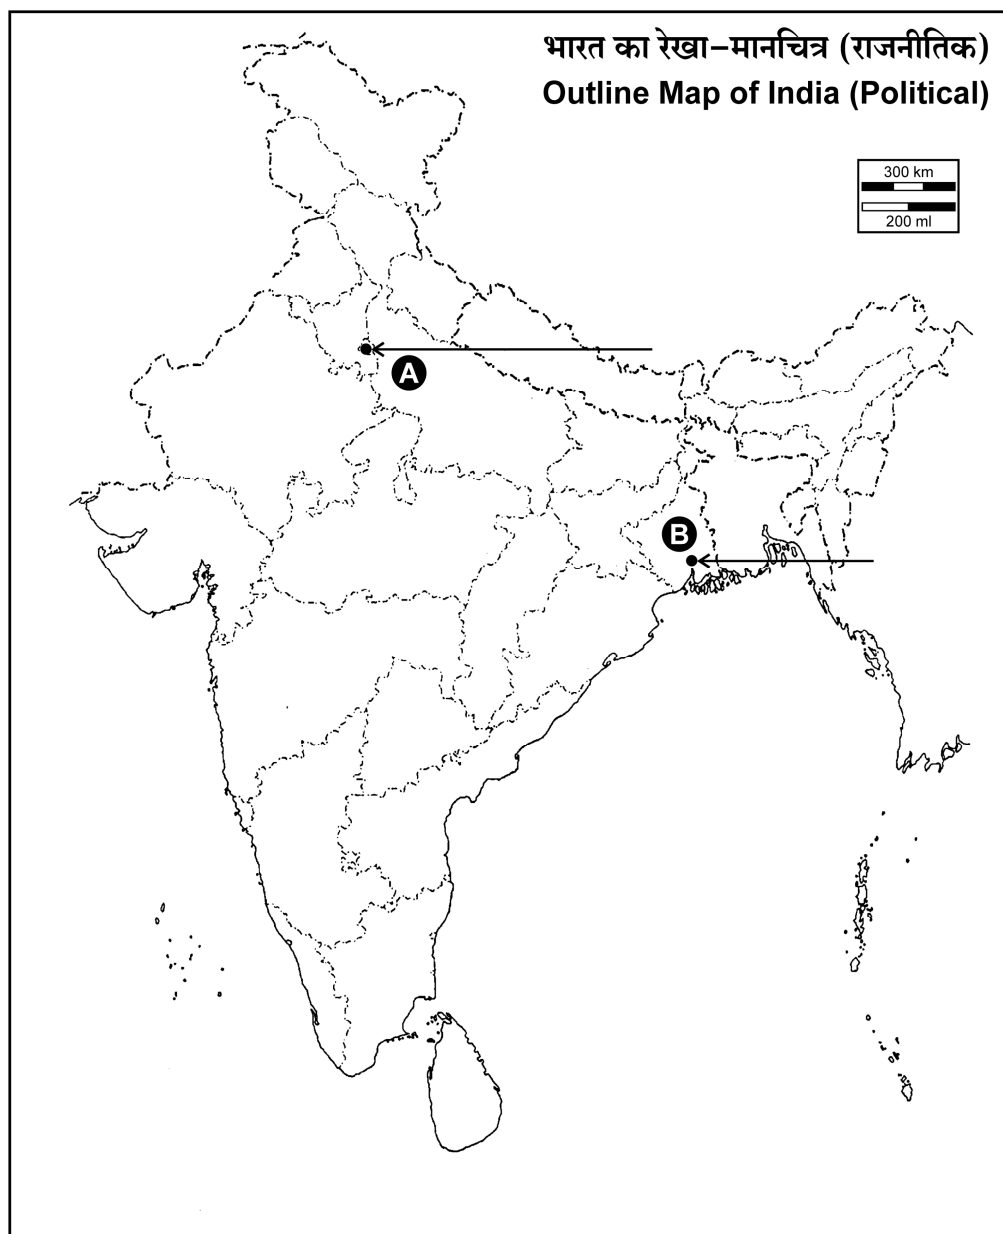 भारत का रेखा–मानचित्र (राजनीतिक)
Outline Map of India (Political)
300 km
200 ml
A
B